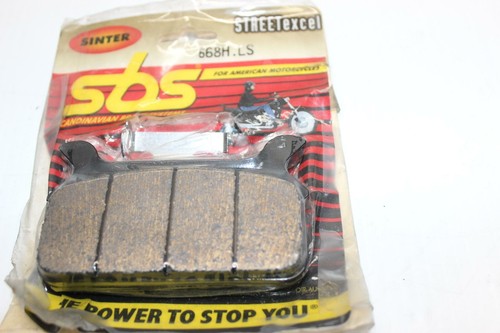 STREETexcel
SINTER
668H.LS
FOR AMERICAN MOTORCYCLES
sbs
POWER TO STOP YOU